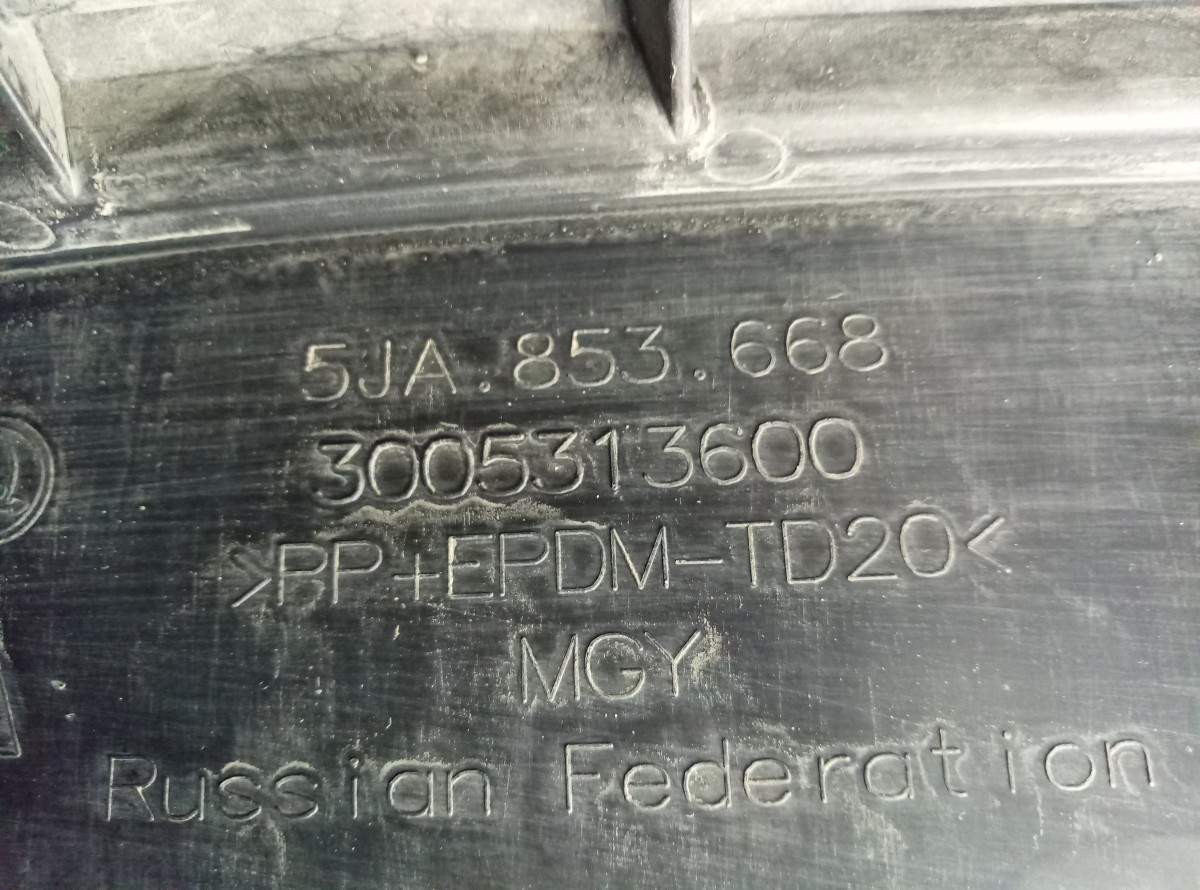 5JA.853.668
3005313600
>PP+EPDM-TD20<
MGY
Russian Federation